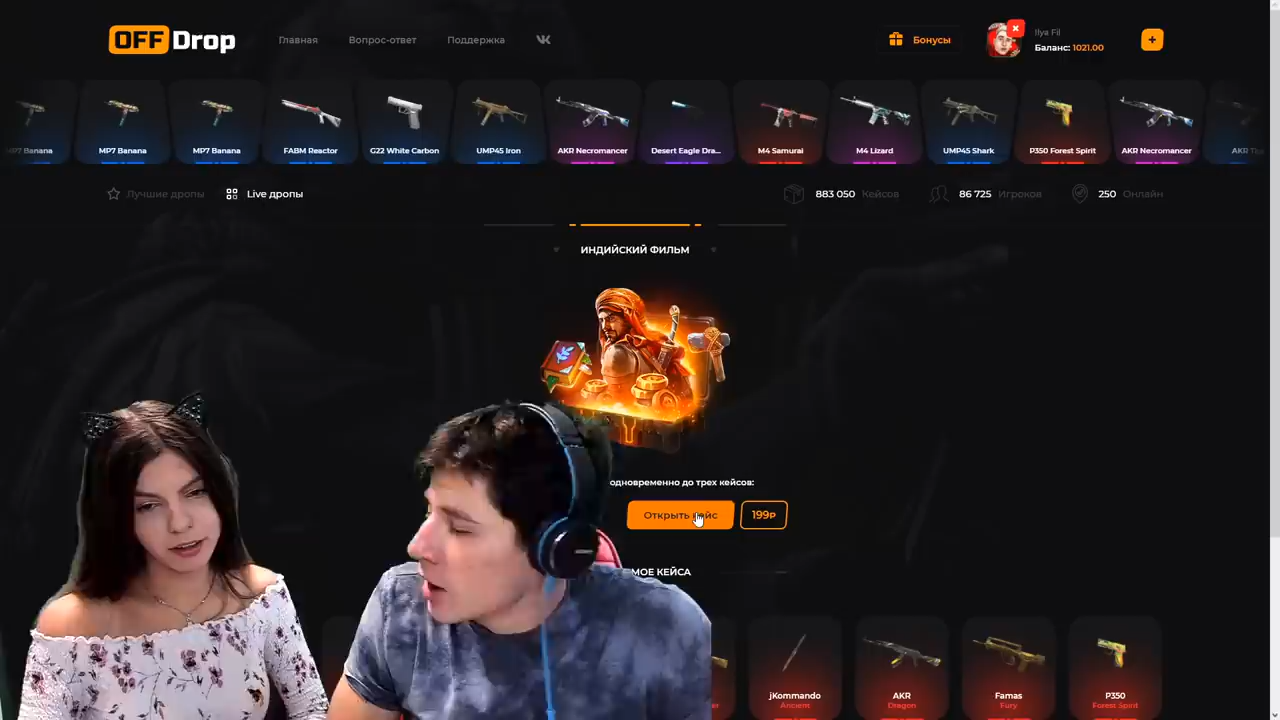 OFF Drop
Главная
Вопрос-ответ
Поддержка
Бонусы
Ilya Fil
Баланс: 1021.00
+
MP7 Banana
MP7 Banana
MP7 Banana
FABM Reactor
G22 White Carbon
UMP45 Iron
AKR Necromancer
Desert Eagle Dra...
M4 Samurai
M4 Lizard
UMP45 Shark
P350 Forest Spirit
AKR Necromancer
Лучшие дропы
Live дропы
883 050 Кейсов
86 725 Игроков
250 Онлайн
ИНДИЙСКИЙ ФИЛЬМ
одновременно до трех кейсов:
Открыть кейс
199Р
МОЕ КЕЙСА
jKommando
Ancient
AKR
Dragon
Famas
Fury
P350
Forest Spirit